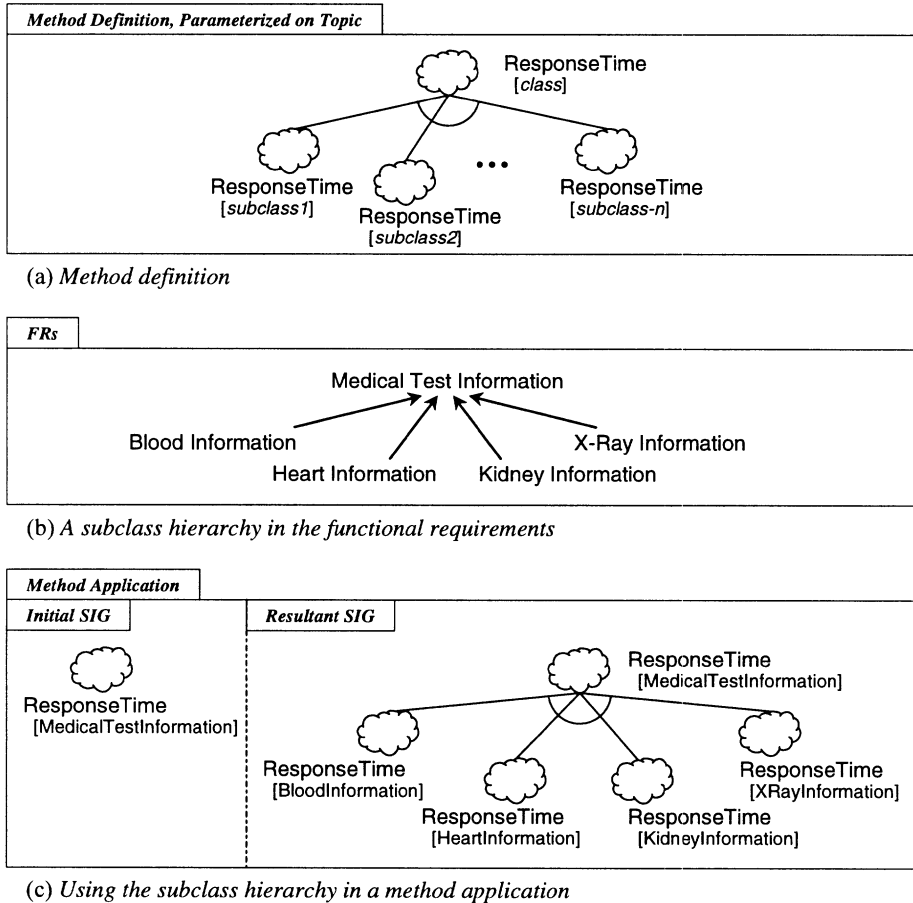 Method Definition, Parameterized on Topic
ResponseTime
[class]
ResponseTime
[subclass1]
ResponseTime
[subclass2]
•••
ResponseTime
[subclass-n]
(a) Method definition
FRs
Medical Test Information
Blood Information
X-Ray Information
Heart Information
Kidney Information
(b) A subclass hierarchy in the functional requirements
Method Application
Initial SIG
Resultant SIG
ResponseTime
[MedicalTestInformation]
ResponseTime
[MedicalTestInformation]
ResponseTime
[BloodInformation]
ResponseTime
[HeartInformation]
ResponseTime
[KidneyInformation]
ResponseTime
[XRayInformation]
(c) Using the subclass hierarchy in a method application